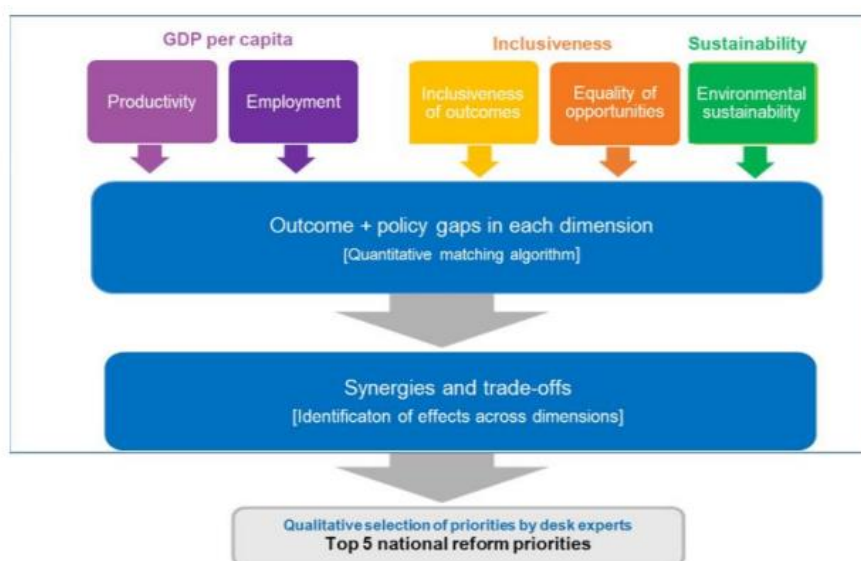 GDP per capita
Inclusiveness
Sustainability
Productivity
Employment
Inclusiveness
of outcomes
Equality of
opportunities
Environmental
sustainability
Outcome + policy gaps in each dimension
[Quantitative matching algorithm]
Synergies and trade-offs
[Identificaton of effects across dimensions]
Qualitative selection of priorities by desk experts
Top 5 national reform priorities